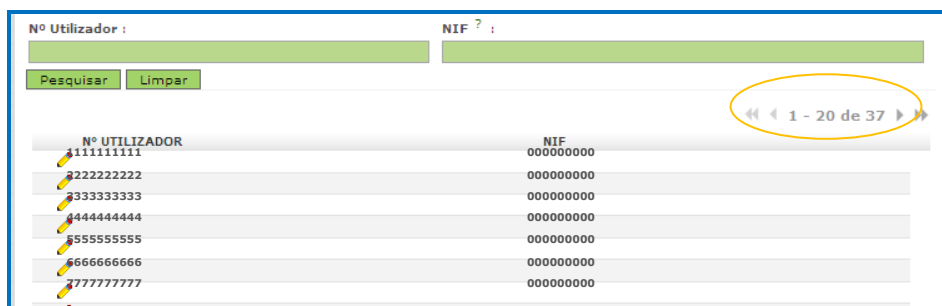 Nº Utilizador :
NIF ? :
Pesquisar Limpar
1 - 20 de 37
Nº UTILIZADOR NIF
1111111111 000000000
2222222222 000000000
3333333333 000000000
4444444444 000000000
5555555555 000000000
6666666666 000000000
7777777777 000000000